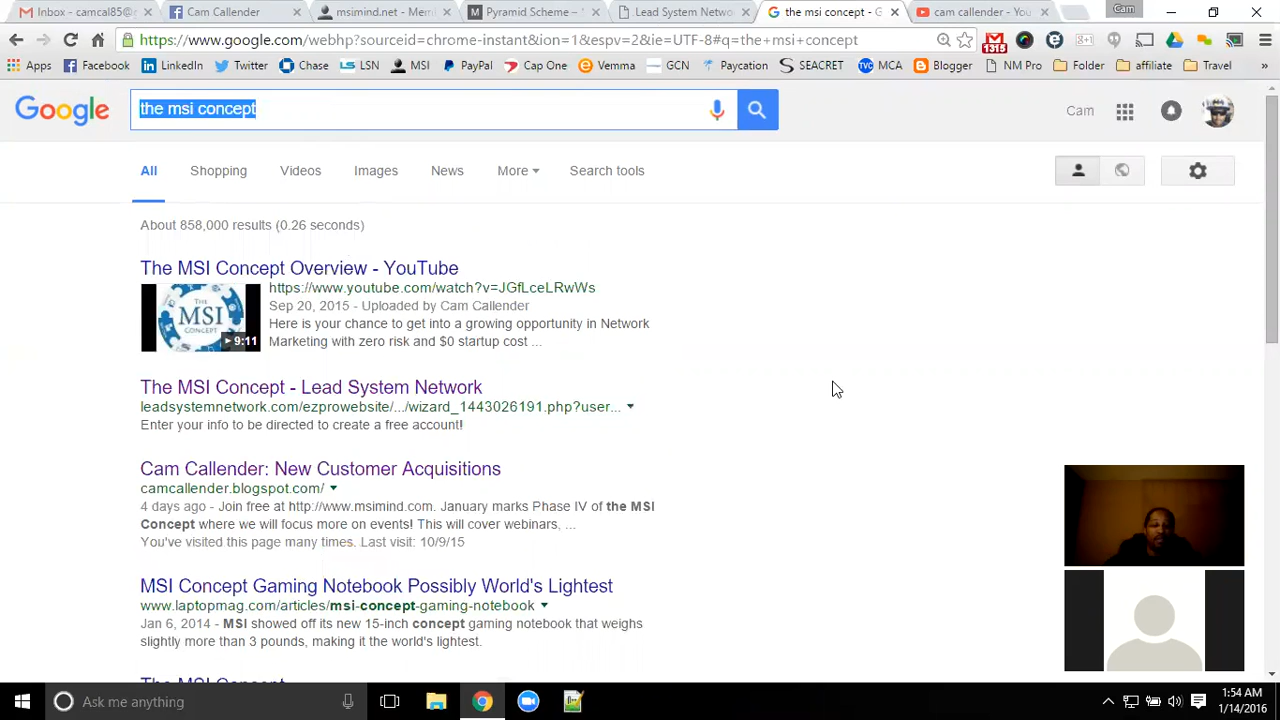 Inbox - camcal85@
Cam Callender
msimind.net - Mem
Pyramid Scheme -
Lead System Netwo
the msi concept - G
cam callender - You
Cam
https://www.google.com/webhp?sourceid=chrome-instant&ion=1&espv=2&ie=UTF-8#q=the+msi+concept
1315
Apps
Facebook
LinkedIn
Twitter
Chase
LSN
MSI
PayPal
Cap One
Vemma
GCN
Paycation
SEACRET
MCA
Blogger
NM Pro
Folder
affiliate
Travel
»
Google
the msi concept
Cam
All
Shopping
Videos
Images
News
More
Search tools
About 858,000 results (0.26 seconds)
The MSI Concept Overview - YouTube
https://www.youtube.com/watch?v=JGfLceLRwWs
Sep 20, 2015 - Uploaded by Cam Callender
Here is your chance to get into a growing opportunity in Network
Marketing with zero risk and $0 startup cost ...
THE
MSI
CONCEPT
9:11
The MSI Concept - Lead System Network
leadsystemnetwork.com/ezprowebsite/.../wizard_1443026191.php?user...
Enter your info to be directed to create a free account!
Cam Callender: New Customer Acquisitions
camcallender.blogspot.com/
4 days ago - Join free at http://www.msimind.com. January marks Phase IV of the MSI
Concept where we will focus more on events! This will cover webinars, ...
You've visited this page many times. Last visit: 10/9/15
MSI Concept Gaming Notebook Possibly World's Lightest
www.laptopmag.com/articles/msi-concept-gaming-notebook
Jan 6, 2014 - MSI showed off its new 15-inch concept gaming notebook that weighs
slightly more than 3 pounds, making it the world's lightest.
The MSI Concept
Ask me anything
1:54 AM
1/14/2016